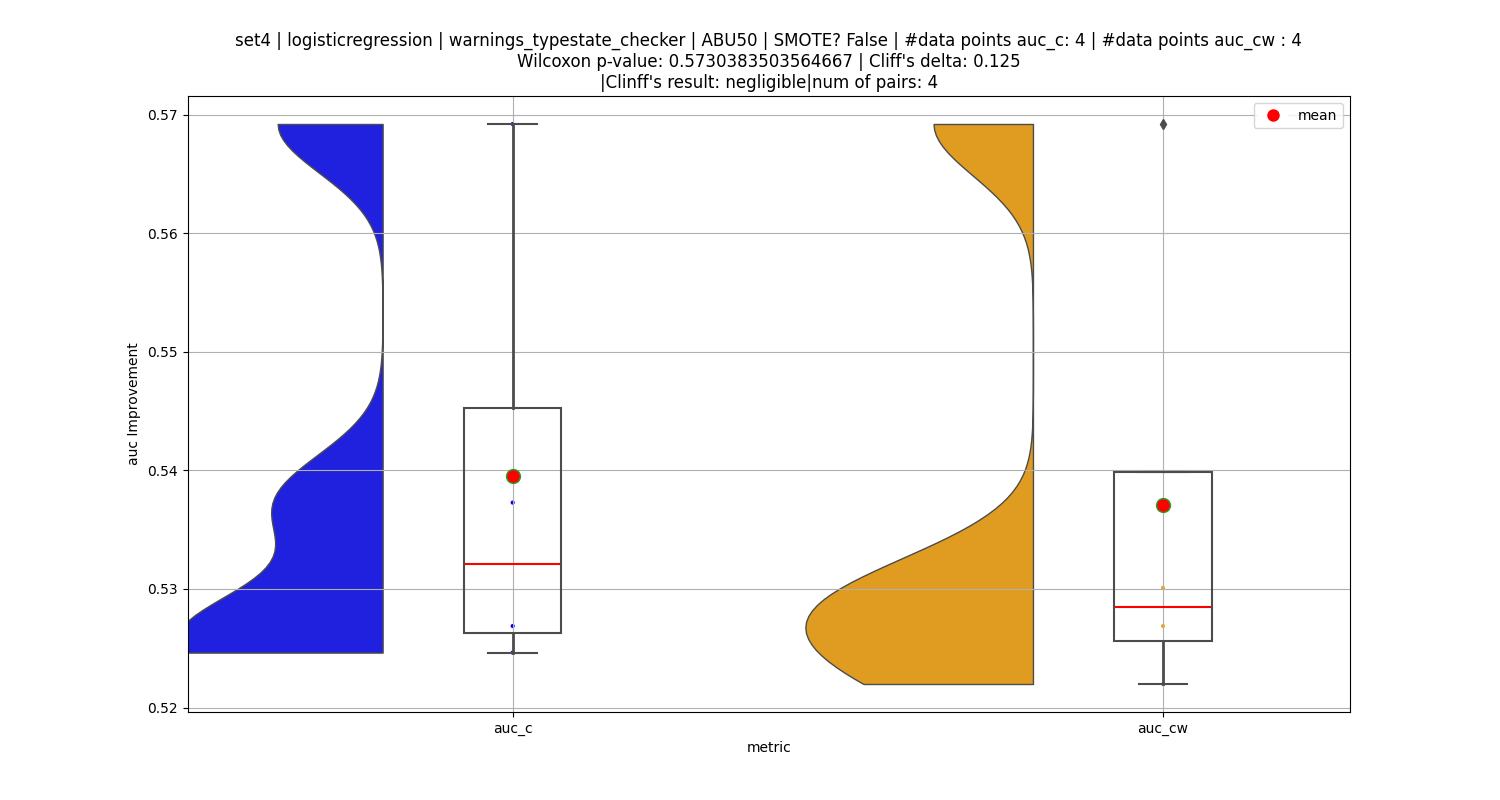 set4 | logisticregression | warnings_typestate_checker | ABU50 | SMOTE? False | #data points auc_c: 4 | #data points auc_cw : 4
Wilcoxon p-value: 0.5730383503564667 | Cliff's delta: 0.125
|Clinff's result: negligible|num of pairs: 4
mean
0.57
0.56
0.55
0.54
0.53
0.52
auc Improvement
auc_c
auc_cw
metric